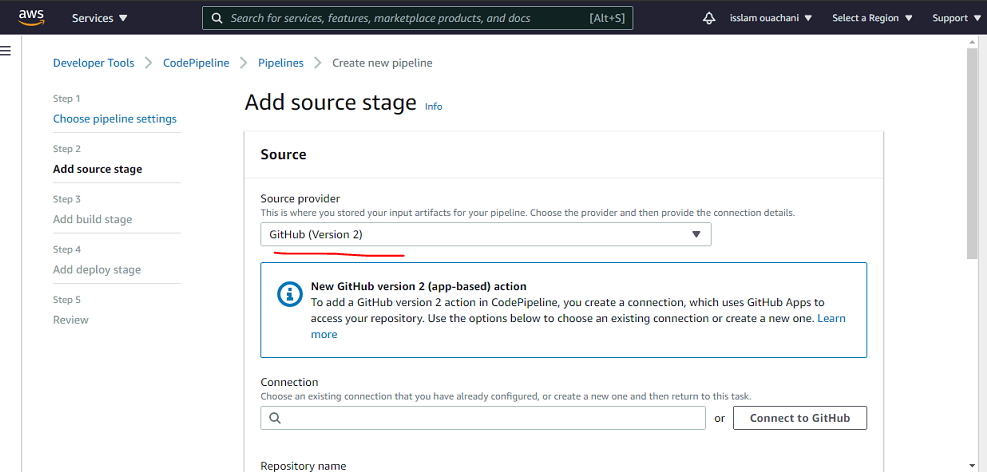 aws
Services
Search for services, features, marketplace products, and docs
[Alt+S]
isslam ouachani
Select a Region
Support
Developer Tools
CodePipeline
Pipelines
Create new pipeline
Step 1
Choose pipeline settings
Step 2
Add source stage
Step 3
Add build stage
Step 4
Add deploy stage
Step 5
Review
Add source stage
Info
Source
Source provider
This is where you stored your input artifacts for your pipeline. Choose the provider and then provide the connection details.
GitHub (Version 2)
New GitHub version 2 (app-based) action
To add a GitHub version 2 action in CodePipeline, you create a connection, which uses GitHub Apps to
access your repository. Use the options below to choose an existing connection or create a new one. Learn
more
Connection
Choose an existing connection that you have already configured, or create a new one and then return to this task.
or
Connect to GitHub
Repository name